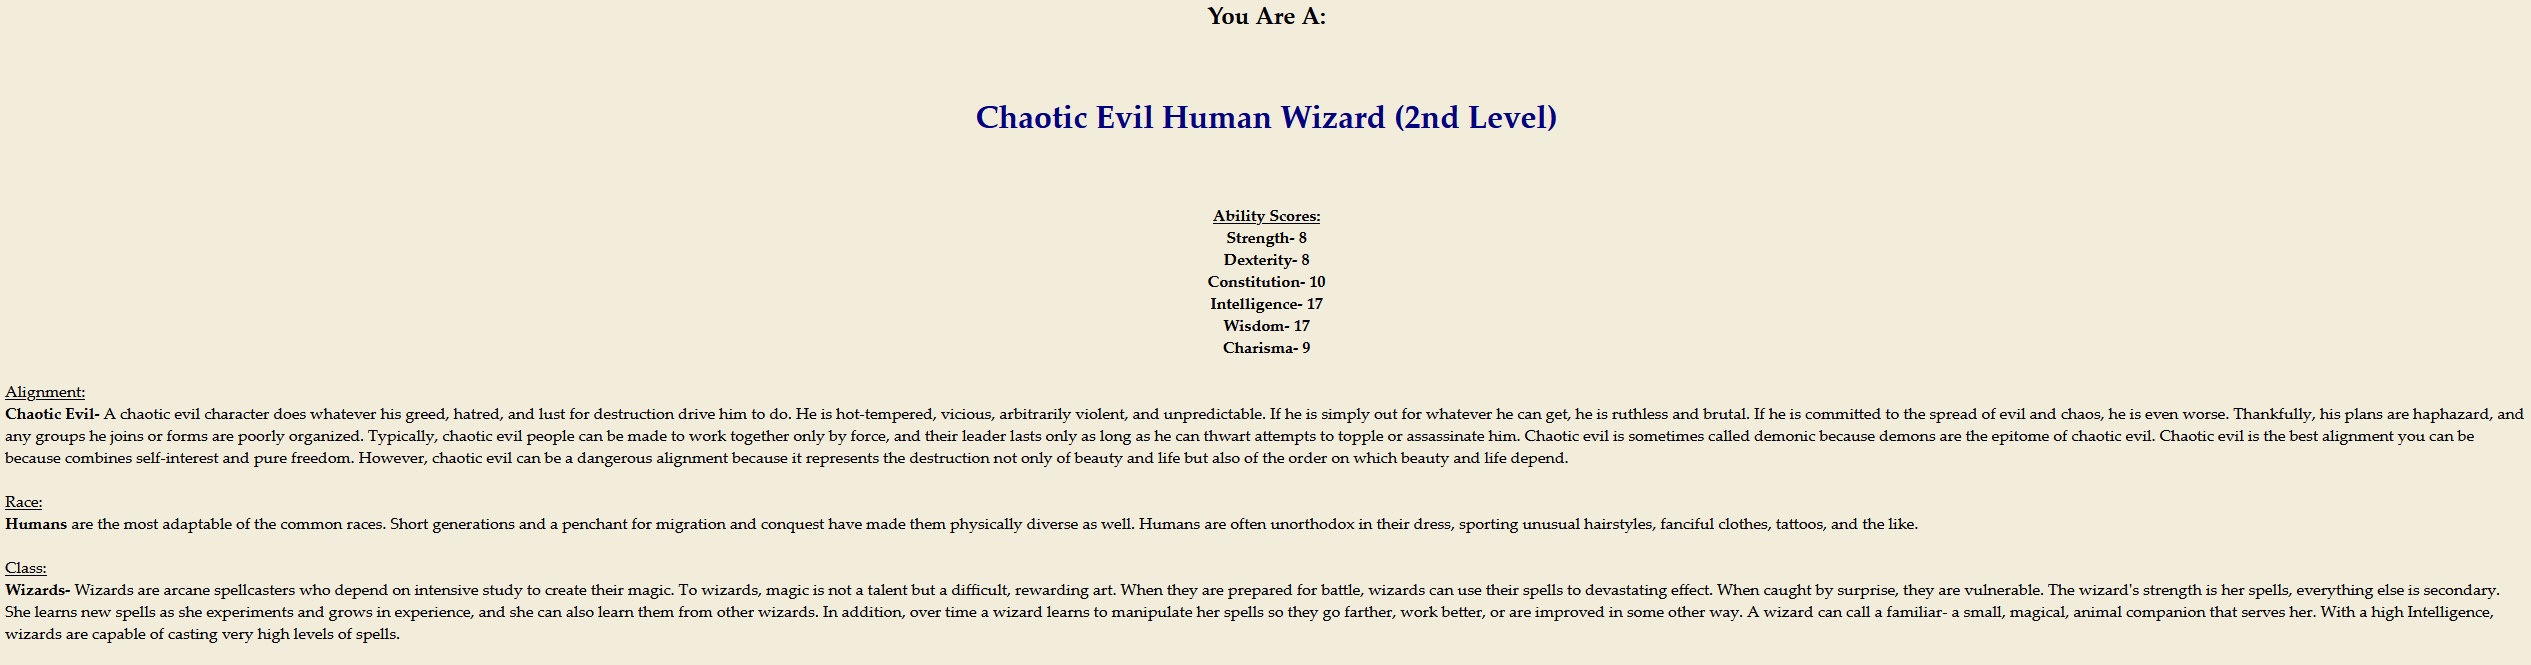 You Are A:
Chaotic Evil Human Wizard (2nd Level)
Ability Scores:
Strength- 8
Dexterity- 8
Constitution- 10
Intelligence- 17
Wisdom- 17
Charisma- 9
Alignment:
Chaotic Evil- A chaotic evil character does whatever his greed, hatred, and lust for destruction drive him to do. He is hot-tempered, vicious, arbitrarily violent, and unpredictable. If he is simply out for whatever he can get, he is ruthless and brutal. If he is committed to the spread of evil and chaos, he is even worse. Thankfully, his plans are haphazard, and
any groups he joins or forms are poorly organized. Typically, chaotic evil people can be made to work together only by force, and their leader lasts only as long as he can thwart attempts to topple or assassinate him. Chaotic evil is sometimes called demonic because demons are the epitome of chaotic evil. Chaotic evil is the best alignment you can be
because combines self-interest and pure freedom. However, chaotic evil can be a dangerous alignment because it represents the destruction not only of beauty and life but also of the order on which beauty and life depend.
Race:
Humans are the most adaptable of the common races. Short generations and a penchant for migration and conquest have made them physically diverse as well. Humans are often unorthodox in their dress, sporting unusual hairstyles, fanciful clothes, tattoos, and the like.
Class:
Wizards- Wizards are arcane spellcasters who depend on intensive study to create their magic. To wizards, magic is not a talent but a difficult, rewarding art. When they are prepared for battle, wizards can use their spells to devastating effect. When caught by surprise, they are vulnerable. The wizard's strength is her spells, everything else is secondary.
She learns new spells as she experiments and grows in experience, and she can also learn them from other wizards. In addition, over time a wizard learns to manipulate her spells so they go farther, work better, or are improved in some other way. A wizard can call a familiar- a small, magical, animal companion that serves her. With a high Intelligence,
wizards are capable of casting very high levels of spells.